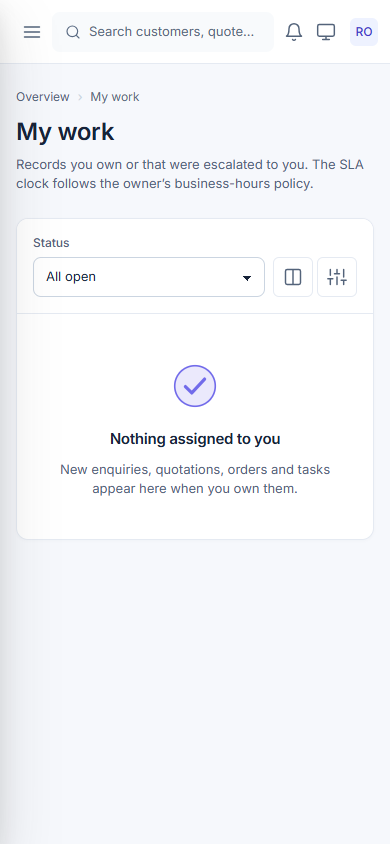 Search customers, quote...
RO
Overview › My work
My work
Records you own or that were escalated to you. The SLA
clock follows the owner's business-hours policy.
Status
All open
Nothing assigned to you
New enquiries, quotations, orders and tasks
appear here when you own them.